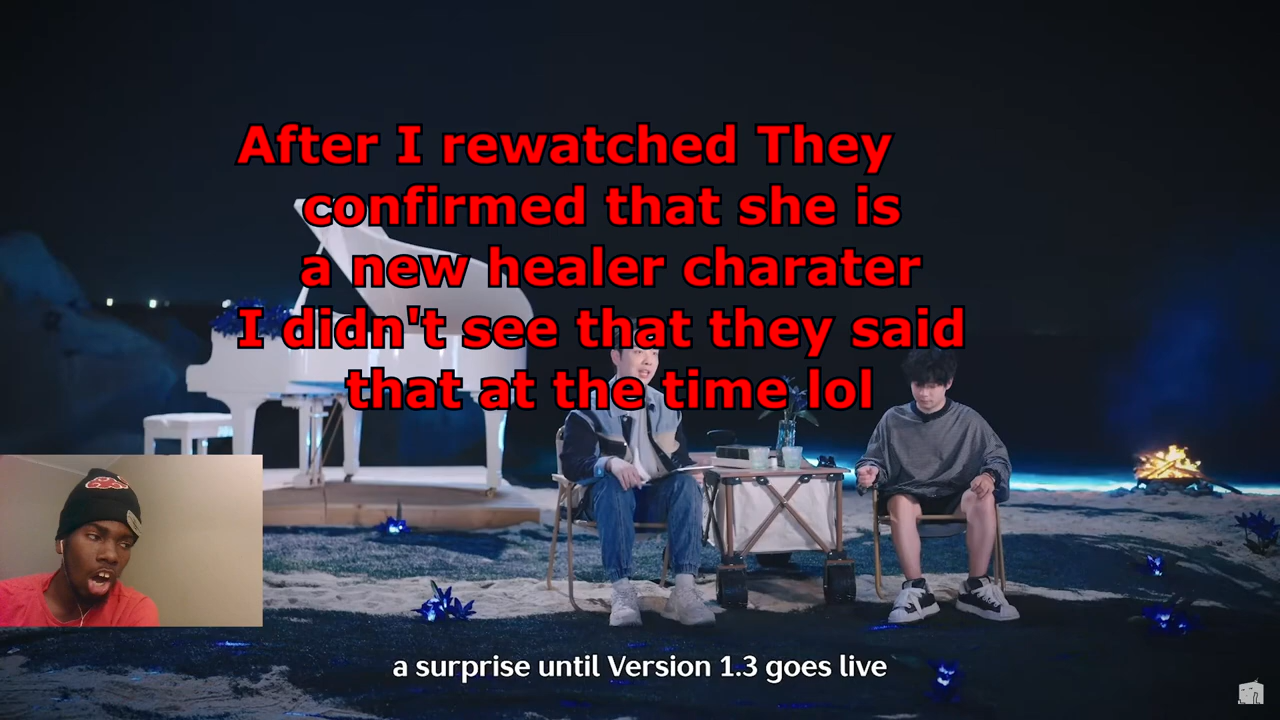 After I rewatched They
confirmed that she is
a new healer charater
I didn't see that they said
that at the time lol
a surprise until Version 1.3 goes live